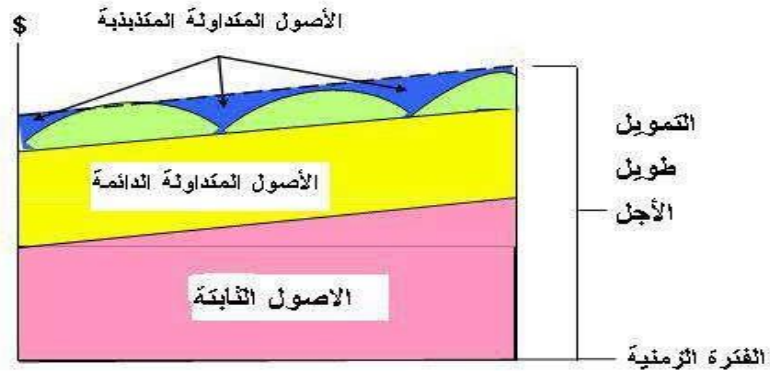 الأصول المتداولة المتذبذبة
$
التمويل
طويل
الأجل
الأصول المتداولة الدائمة
الاصول الثابتة
الفترة الزمنية